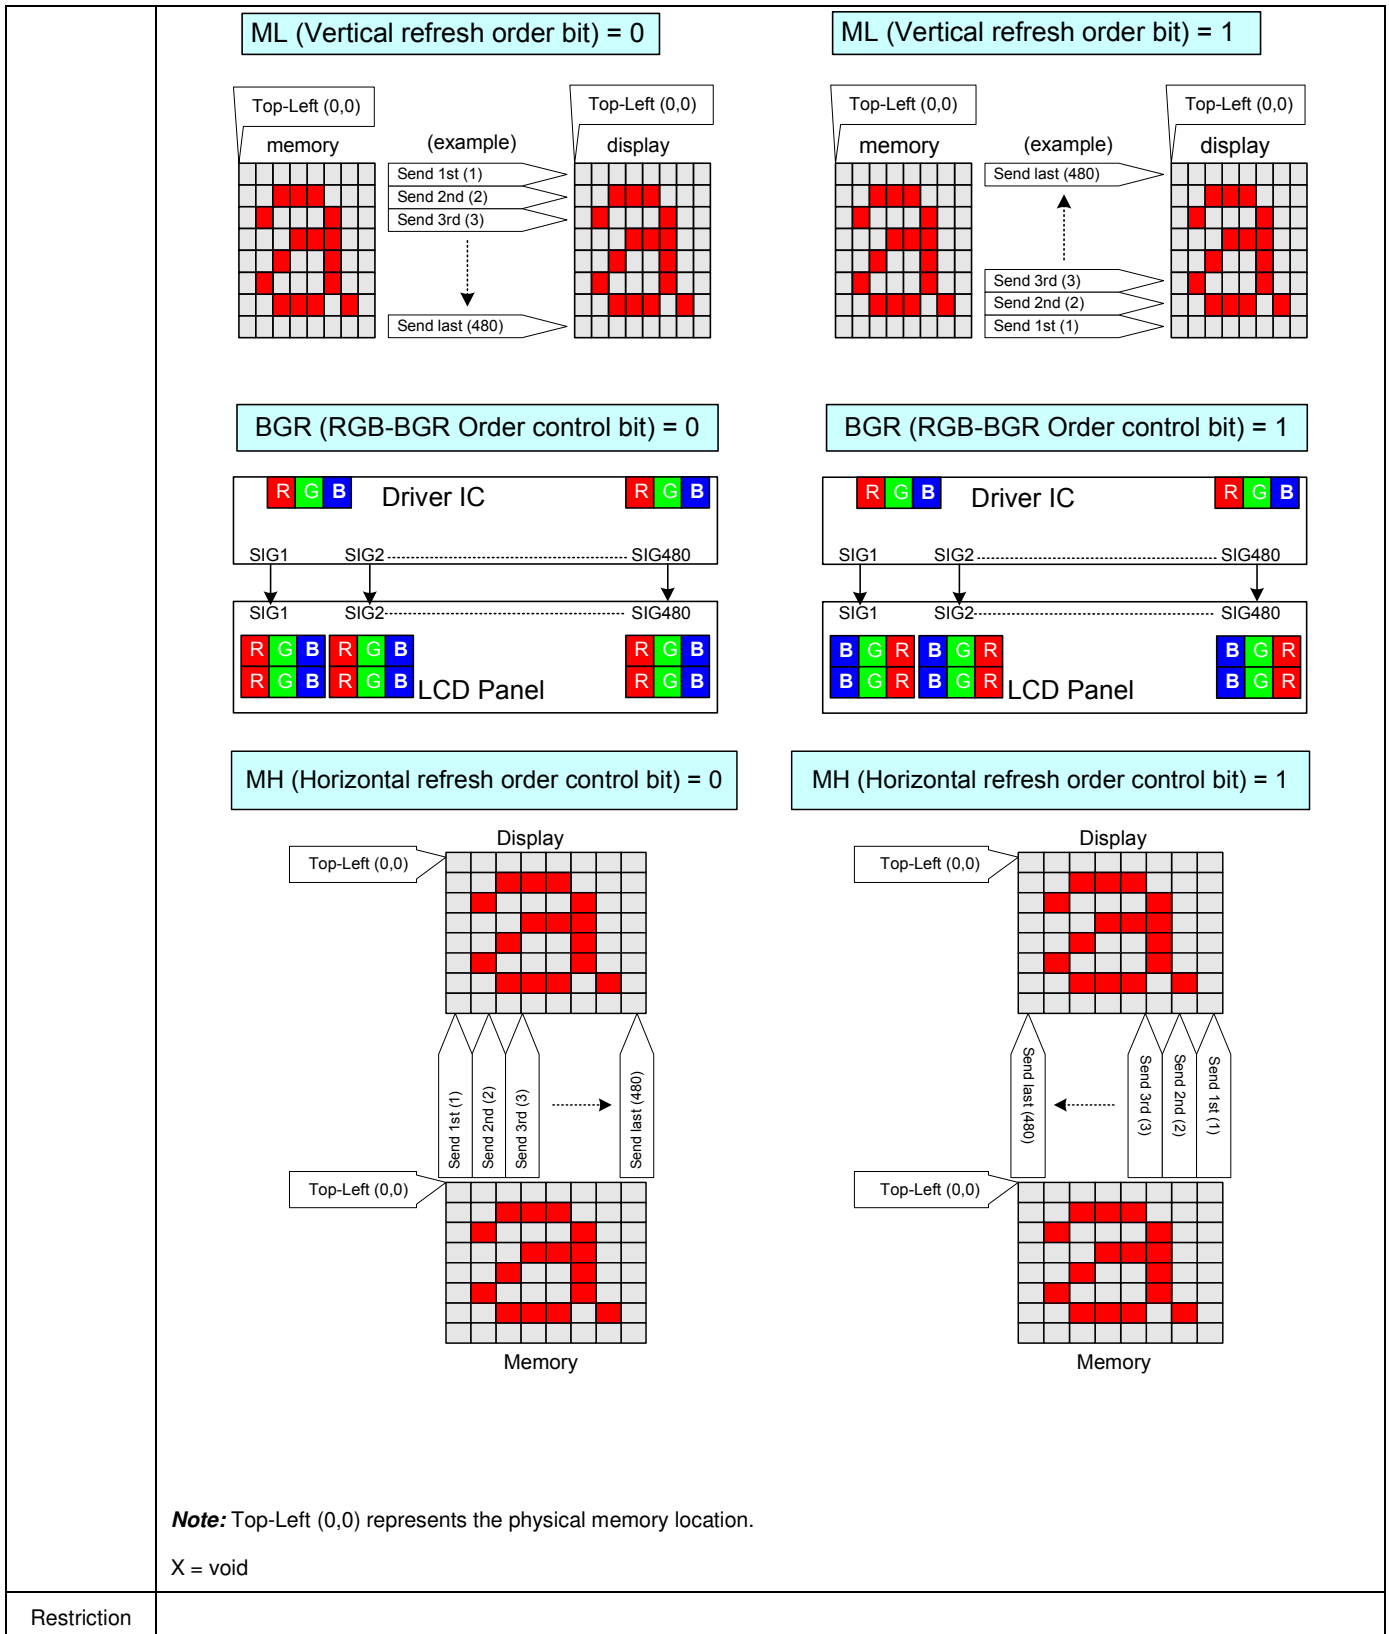 ML (Vertical refresh order bit) = 0
ML (Vertical refresh order bit) = 1
Top-Left (0,0)
Top-Left (0,0)
Top-Left (0,0)
Top-Left (0,0)
memory
(example)
display
memory
(example)
display
Send 1st (1)
Send 2nd (2)
Send 3rd (3)
Send last (480)
Send last (480)
Send 3rd (3)
Send 2nd (2)
Send 1st (1)
BGR (RGB-BGR Order control bit) = 0
BGR (RGB-BGR Order control bit) = 1
R G B Driver IC R G B
SIG1 SIG2 SIG480
SIG1 SIG2 SIG480
R G B R G B R G B
R G B R G B LCD Panel R G B
R G B Driver IC R G B
SIG1 SIG2 SIG480
SIG1 SIG2 SIG480
B G R B G R B G R
B G R B G R LCD Panel B G R
MH (Horizontal refresh order control bit) = 0
MH (Horizontal refresh order control bit) = 1
Display
Top-Left (0,0)
Send 1st (1)
Send 2nd (2)
Send 3rd (3)
Send last (480)
Top-Left (0,0)
Memory
Display
Top-Left (0,0)
Send last (480)
Send 3rd (3)
Send 2nd (2)
Send 1st (1)
Top-Left (0,0)
Memory
Note: Top-Left (0,0) represents the physical memory location.
X = void
Restriction